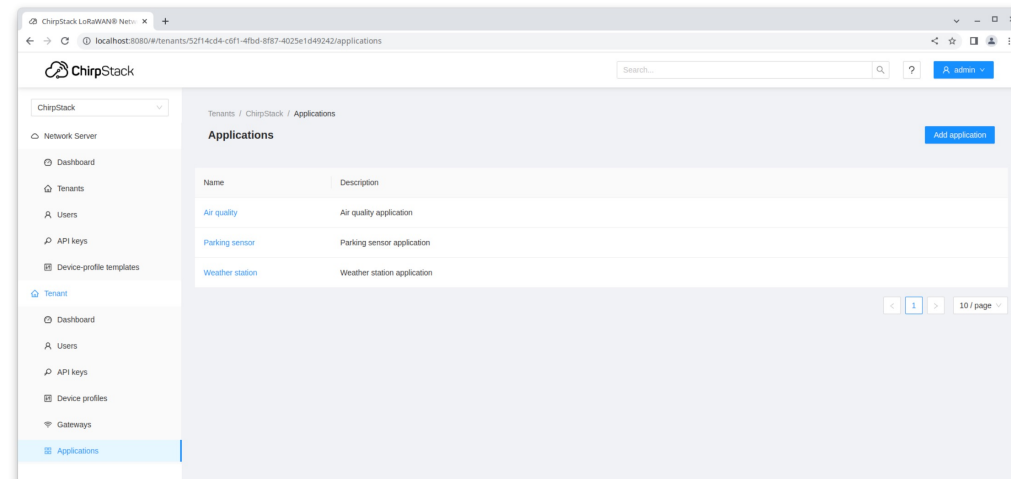 ChirpStack LoRaWAN® Netw
localhost:8080/#/tenants/52f14cd4-c6f1-4fbd-8f87-4025e1d49242/applications
ChirpStack
Search...
?
admin
ChirpStack
Network Server
Dashboard
Tenants
Users
API keys
Device-profile templates
Tenant
Dashboard
Users
API keys
Device profiles
Gateways
Applications
Tenants / ChirpStack / Applications
Applications
Add application
Name Description
Air quality Air quality application
Parking sensor Parking sensor application
Weather station Weather station application
< 1 > 10 / page